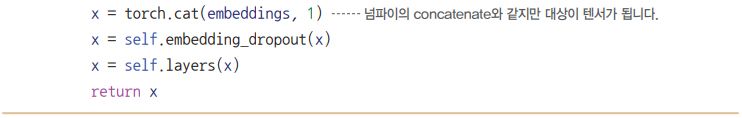 x = torch.cat(embeddings, 1) ------ 넘파이의 concatenate와 같지만 대상이 텐서가 됩니다.
x = self.embedding_dropout(x)
x = self.layers(x)
return x